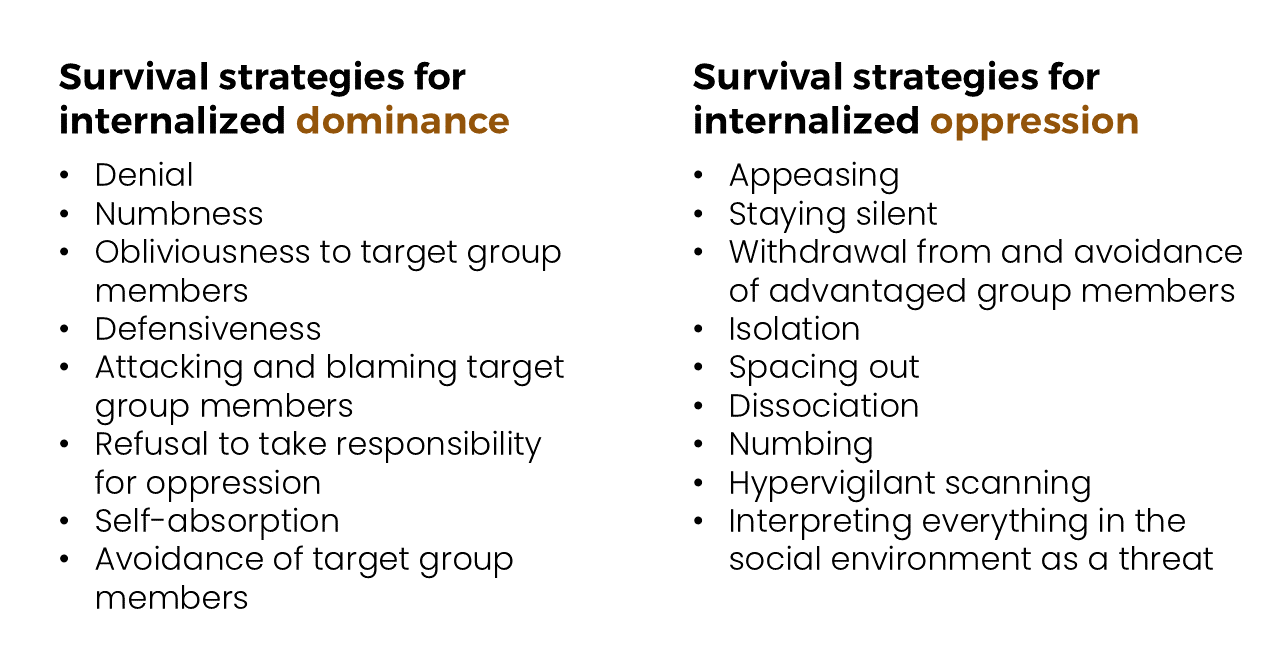 Survival strategies for
internalized dominance
• Denial
• Numbness
• Obliviousness to target group
members
• Defensiveness
• Attacking and blaming target
group members
• Refusal to take responsibility
for oppression
• Self-absorption
• Avoidance of target group
members
Survival strategies for
internalized oppression
• Appeasing
• Staying silent
• Withdrawal from and avoidance
of advantaged group members
• Isolation
• Spacing out
• Dissociation
• Numbing
• Hypervigilant scanning
• Interpreting everything in the
social environment as a threat